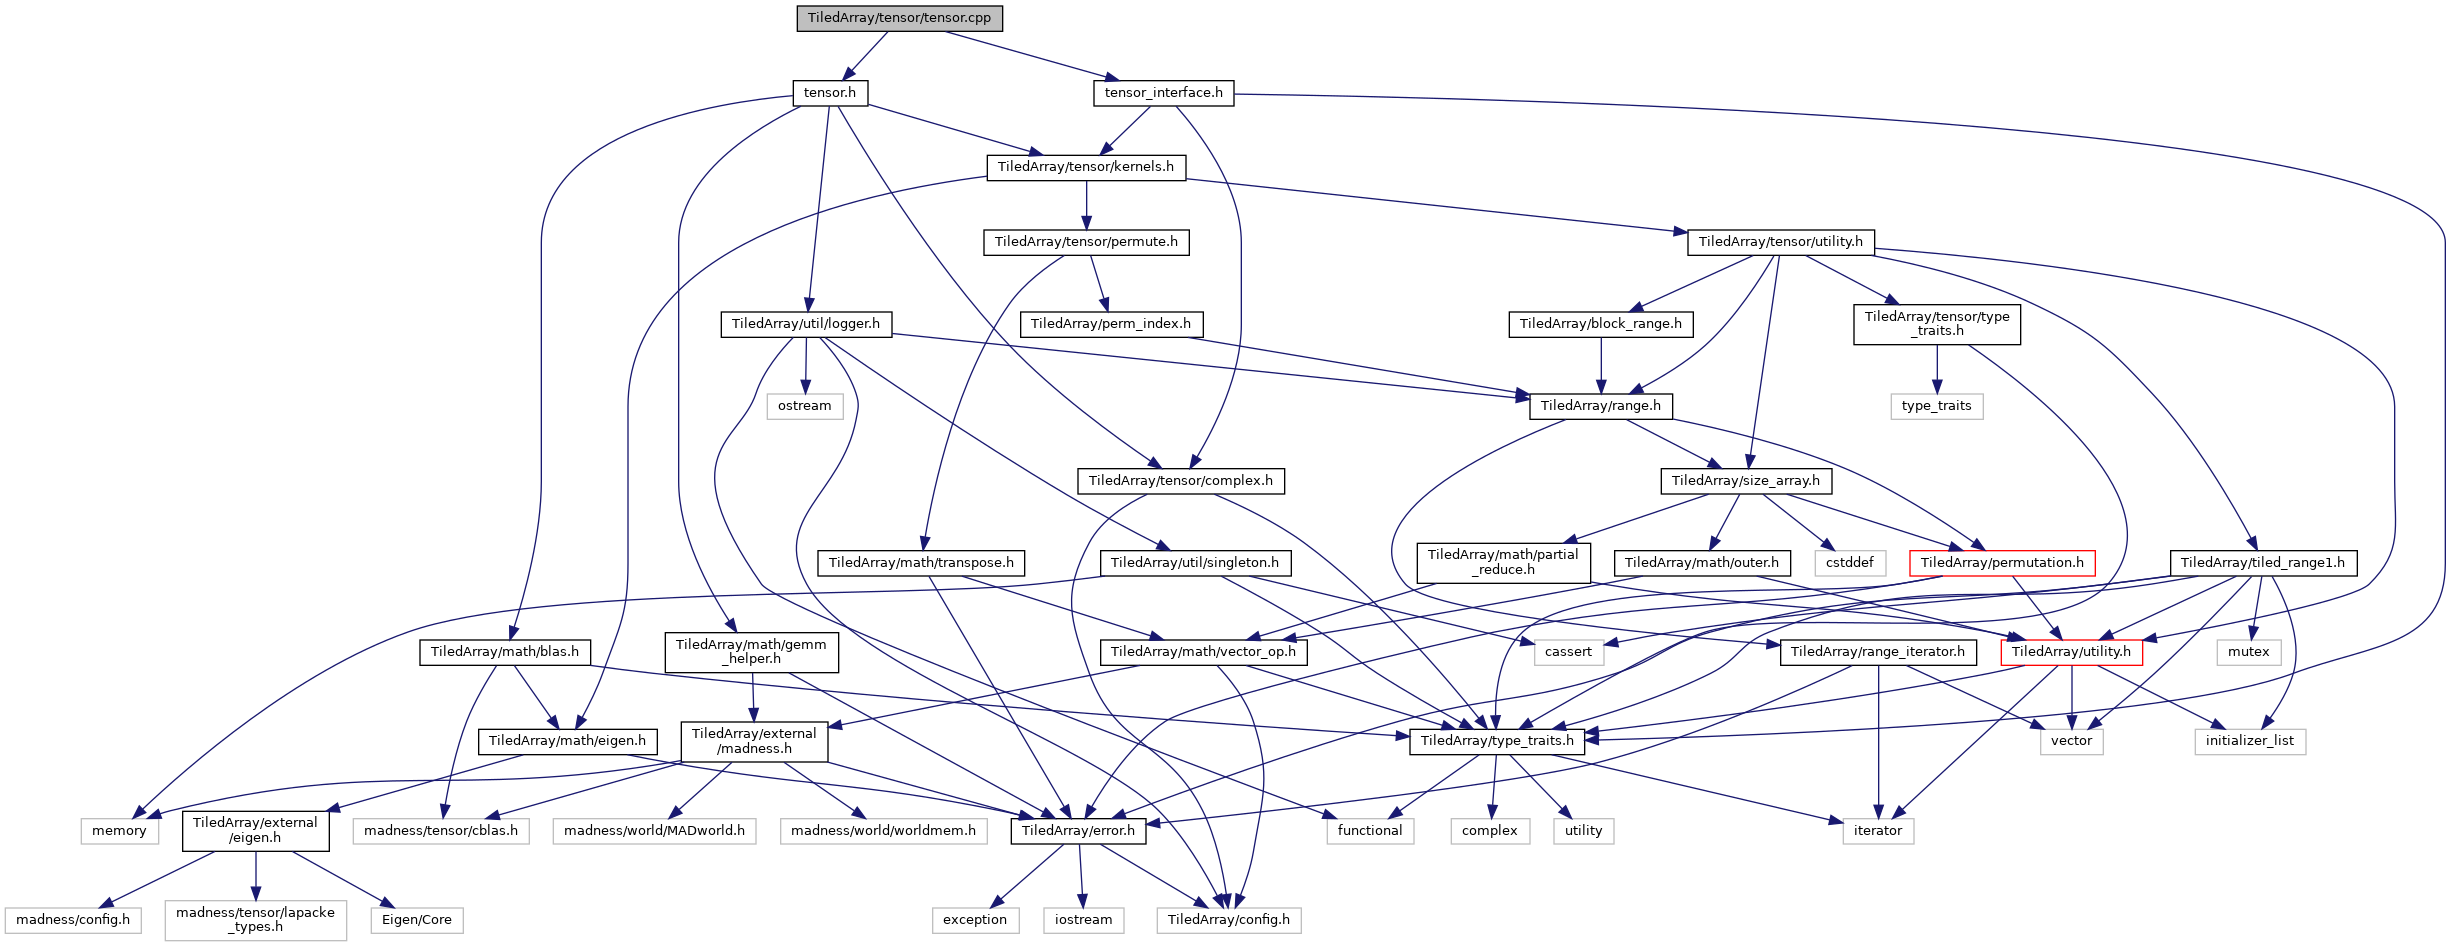 TiledArray/tensor/tensor.cpp
tensor.h
tensor_interface.h
TiledArray/tensor/kernels.h
TiledArray/tensor/permute.h
TiledArray/tensor/utility.h
TiledArray/util/logger.h
TiledArray/perm_index.h
TiledArray/block_range.h
TiledArray/tensor/type
_traits.h
ostream
TiledArray/range.h
type_traits
TiledArray/tensor/complex.h
TiledArray/size_array.h
TiledArray/math/transpose.h
TiledArray/util/singleton.h
TiledArray/math/partial
_reduce.h
TiledArray/math/outer.h
cstddef
TiledArray/permutation.h
TiledArray/tiled_range1.h
TiledArray/math/blas.h
TiledArray/math/gemm
_helper.h
TiledArray/math/vector_op.h
cassert
TiledArray/range_iterator.h
TiledArray/utility.h
mutex
TiledArray/math/eigen.h
TiledArray/external
/madness.h
TiledArray/type_traits.h
vector
initializer_list
memory
TiledArray/external
/eigen.h
madness/tensor/cblas.h
madness/world/MADworld.h
madness/world/worldmem.h
TiledArray/error.h
functional
complex
utility
iterator
madness/config.h
madness/tensor/lapacke
_types.h
Eigen/Core
exception
iostream
TiledArray/config.h